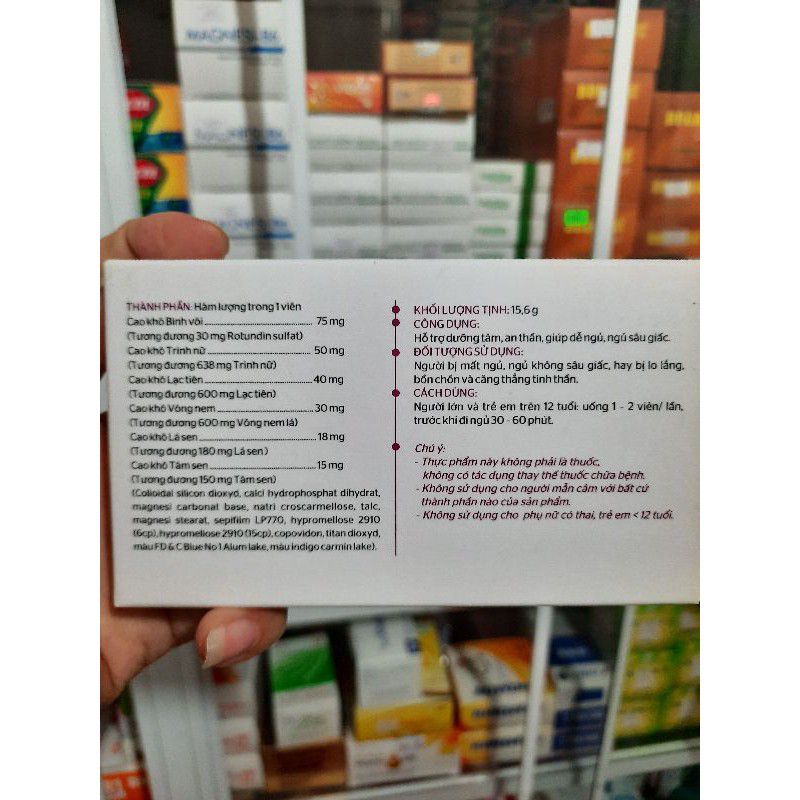 THÀNH PHẦN: Hàm lượng trong 1 viên
Cao khô Bình vôi 75 mg
(Tương đương 30 mg Rotundin sulfat)
Cao khô Trinh nữ 50 mg
(Tương đương 638 mg Trinh nữ)
Cao khô Lạc tiên 40 mg
(Tương đương 600 mg Lạc tiên)
Cao khô Vông nem 30 mg
(Tương đương 600 mg Vông nem lá)
Cao khô Lá sen 18 mg
(Tương đương 180 mg Lá sen)
Cao khô Tâm sen 15 mg
(Tương đương 150 mg Tâm sen)
(Colloidal silicon dioxyd, calci hydrophosphat dihydrat,
magnesi carbonat base, natri croscarmellose, talc,
magnesi stearat, sepifilm LP770, hypromellose 2910
(6cp), hypromellose 2910 (15cp), copovidon, titan dioxyd,
màu FD & C Blue No 1 Alum lake, màu indigo carmin lake).
KHỐI LƯỢNG TỊNH: 15,6 g
CÔNG DỤNG:
Hỗ trợ dưỡng tâm, an thần, giúp dễ ngủ, ngủ sâu giấc.
ĐỐI TƯỢNG SỬ DỤNG:
Người bị mất ngủ, ngủ không sâu giấc, hay bị lo lắng,
bồn chồn và căng thẳng tinh thần.
CÁCH DÙNG:
Người lớn và trẻ em trên 12 tuổi: uống 1 - 2 viên/ lần,
trước khi đi ngủ 30 - 60 phút.
Chú ý:
- Thực phẩm này không phải là thuốc,
không có tác dụng thay thế thuốc chữa bệnh.
- Không sử dụng cho người mẫn cảm với bất cứ
thành phần nào của sản phẩm.
- Không sử dụng cho phụ nữ có thai, trẻ em < 12 tuổi.